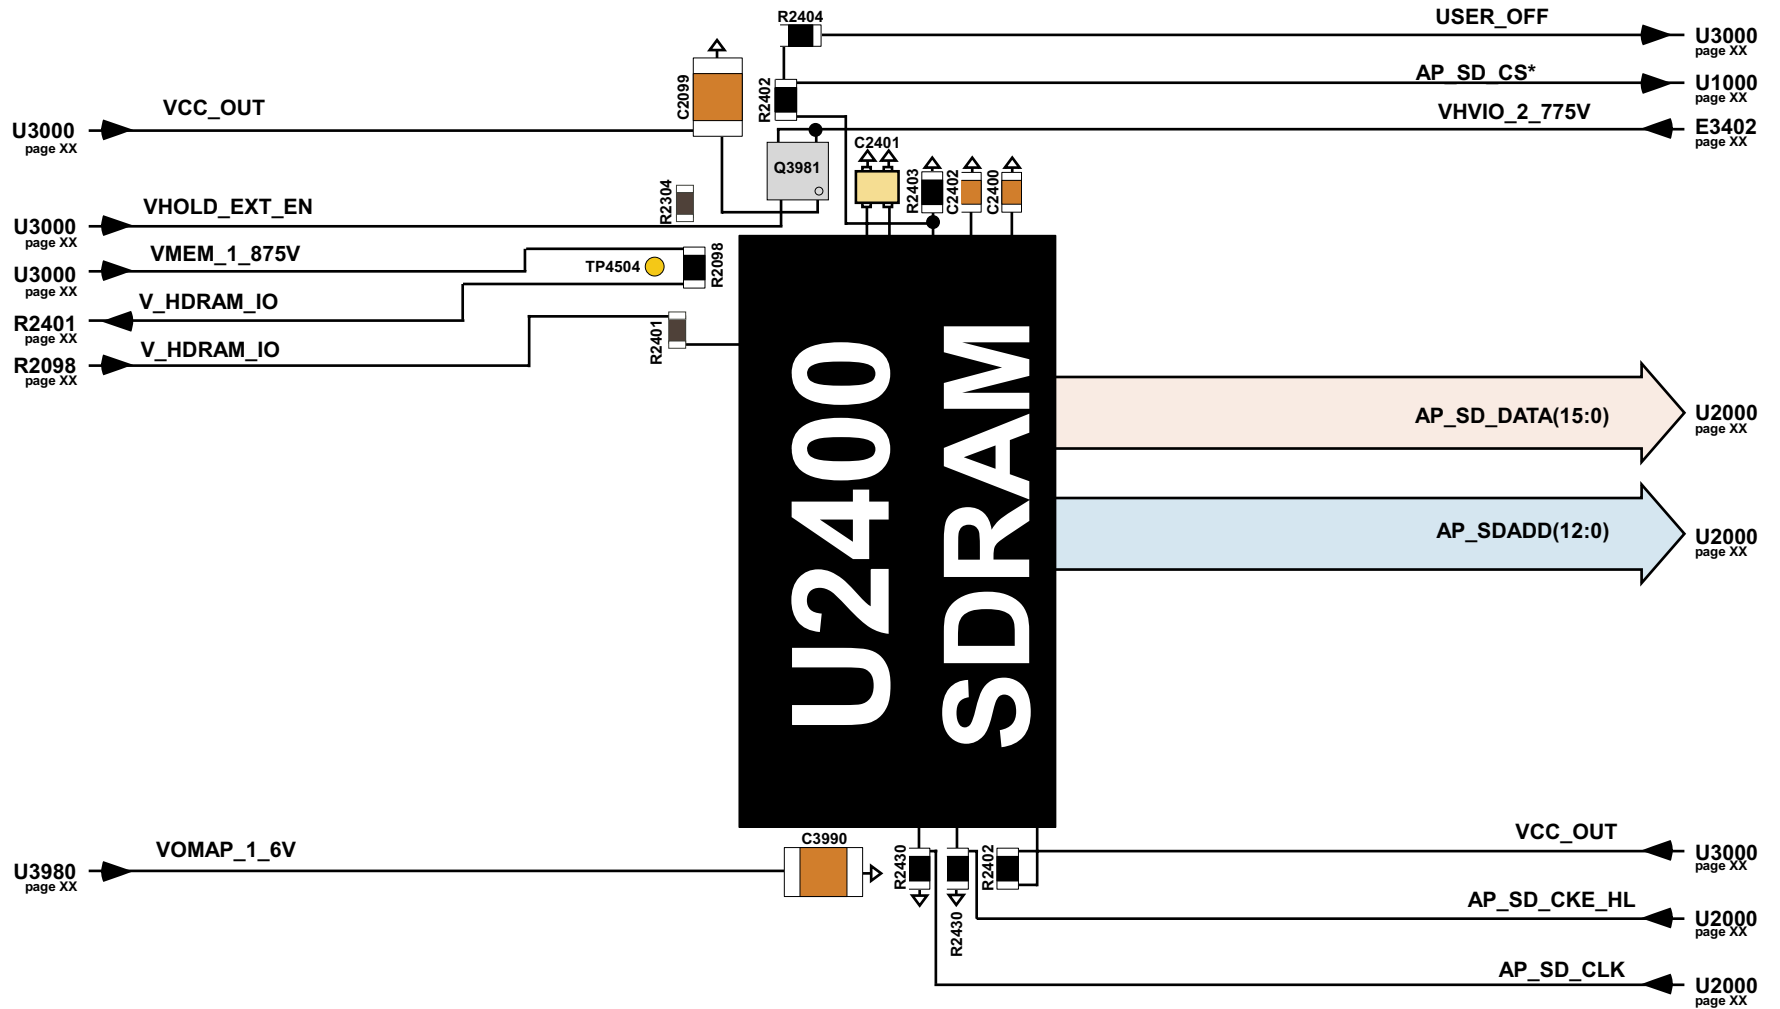 R2404
USER_OFF
U3000
page XX
C2099
R2402
AP_SD_CS*
U1000
page XX
VCC_OUT
U3000
page XX
VHVIO_2_775V
E3402
page XX
C2401
Q3981
R2304
R2403
C2402
C2400
VHOLD_EXT_EN
U3000
page XX
VMEM_1_875V
U3000
page XX
TP4504
R2098
V_HDRAM_IO
R2401
page XX
R2401
V_HDRAM_IO
R2098
page XX
U2400
SDRAM
AP_SD_DATA(15:0)
U2000
page XX
AP_SDADD(12:0)
U2000
page XX
VOMAP_1_6V
U3980
page XX
C3990
R2430
R2430
R2402
VCC_OUT
U3000
page XX
AP_SD_CKE_HL
U2000
page XX
AP_SD_CLK
U2000
page XX